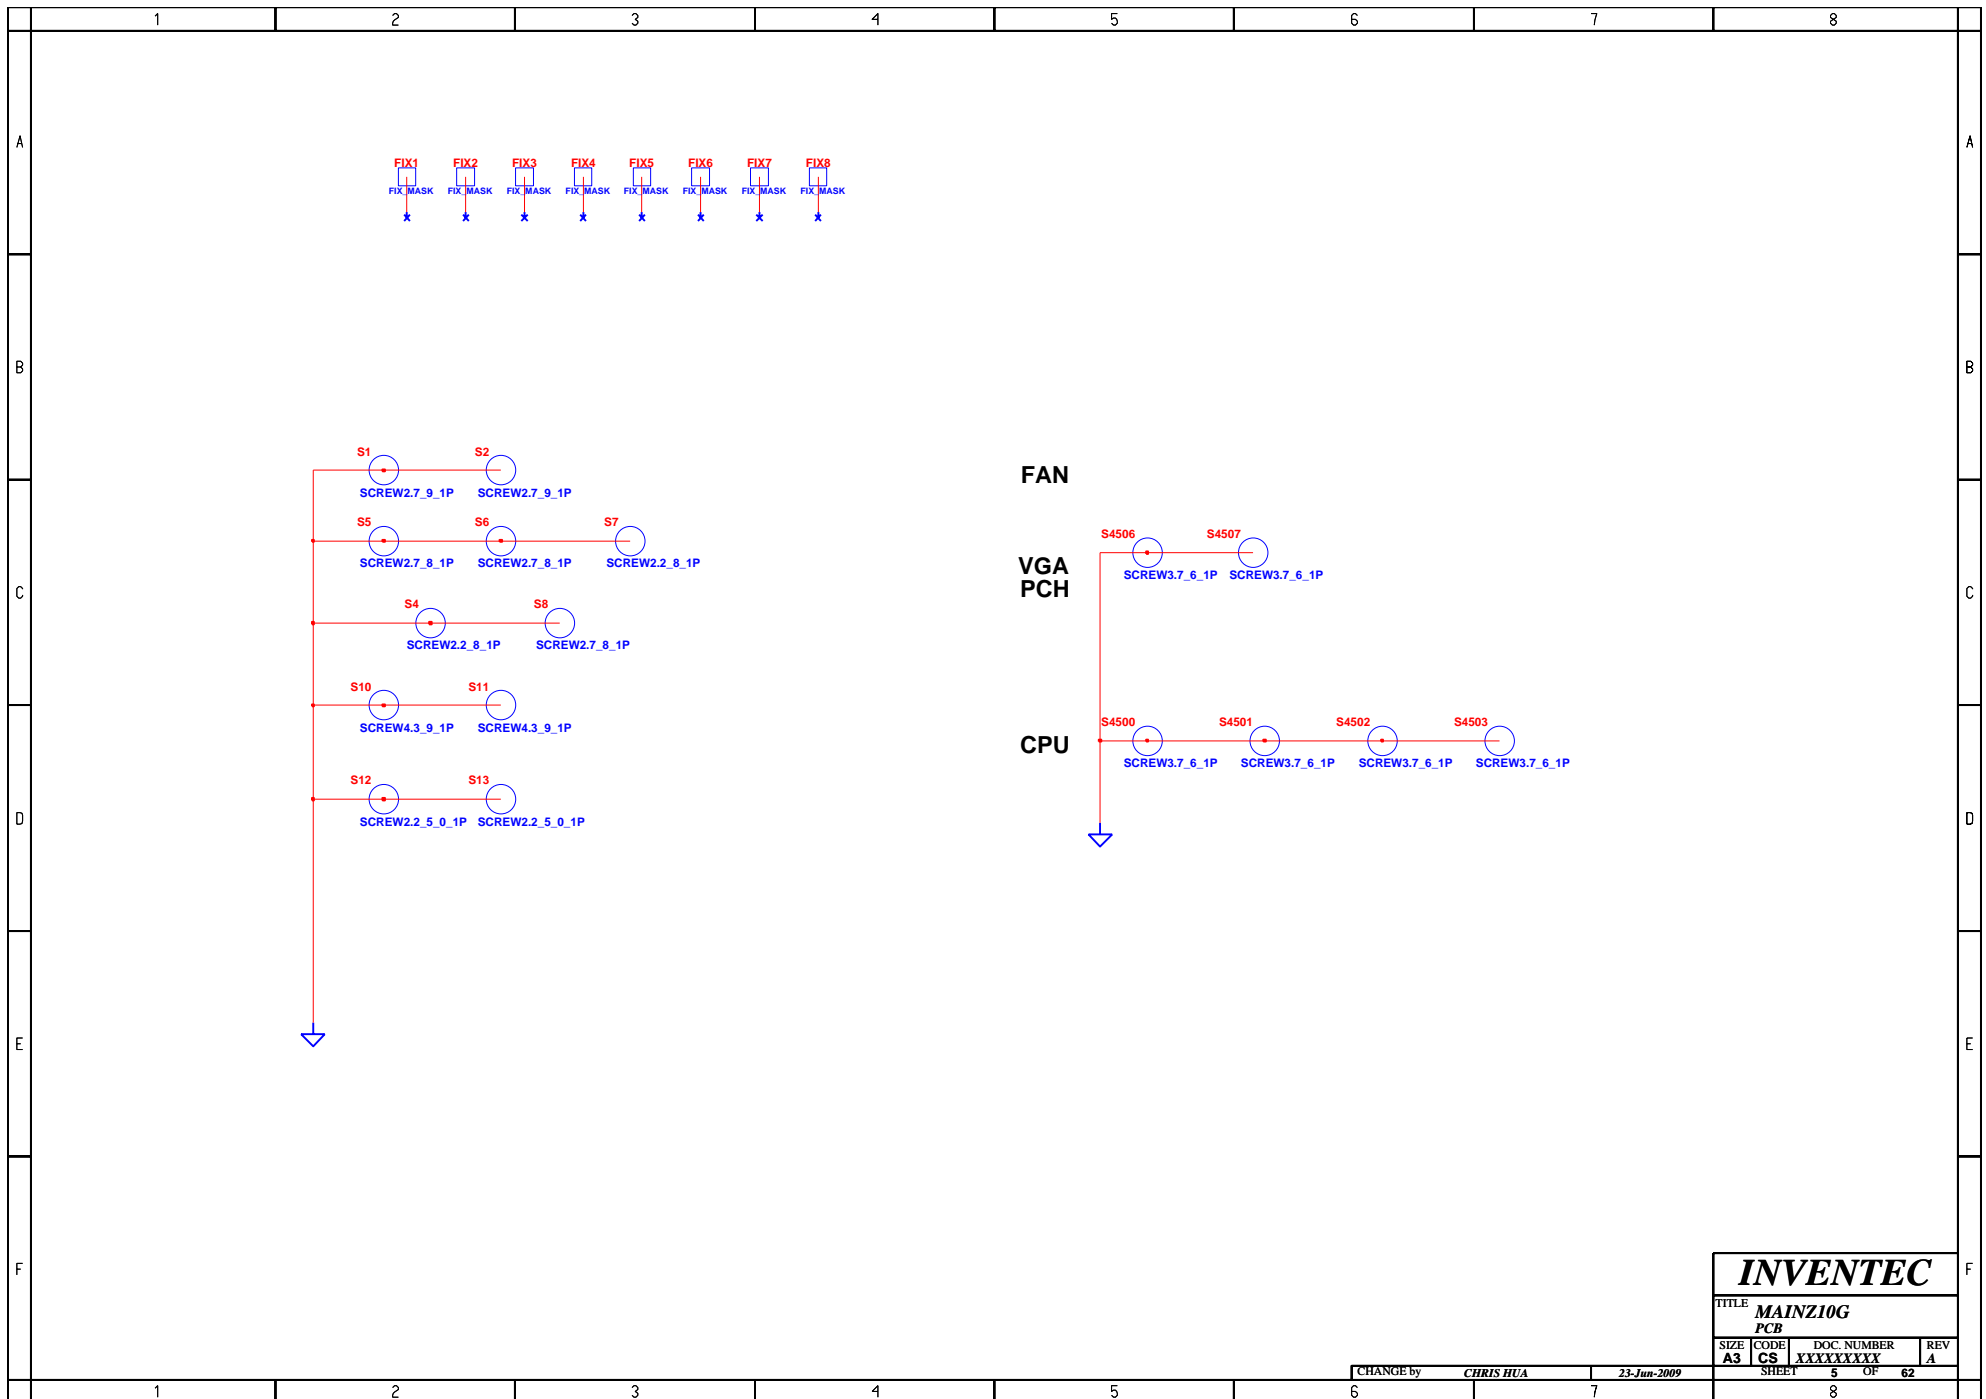 1 2 3 4 5 6 7 8
A A
FIX1 FIX2 FIX3 FIX4 FIX5 FIX6 FIX7 FIX8
FIX_MASK FIX_MASK FIX_MASK FIX_MASK FIX_MASK FIX_MASK FIX_MASK FIX_MASK
B B
S1 S2
SCREW2.7_9_1P SCREW2.7_9_1P
FAN
S5 S6 S7
SCREW2.7_8_1P SCREW2.7_8_1P SCREW2.2_8_1P
S4506 S4507
SCREW3.7_6_1P SCREW3.7_6_1P
VGA
PCH
C C
S4 S8
SCREW2.2_8_1P SCREW2.7_8_1P
S10 S11
SCREW4.3_9_1P SCREW4.3_9_1P
S4500 S4501 S4502 S4503
CPU
SCREW3.7_6_1P SCREW3.7_6_1P SCREW3.7_6_1P SCREW3.7_6_1P
S12 S13
SCREW2.2_5_0_1P SCREW2.2_5_0_1P
D D
E E
F F
INVENTEC
TITLE MAINZ10G
PCB
SIZE CODE DOC. NUMBER REV
A3 CS XXXXXXXXX A
CHANGE by CHRIS HUA 23-Jun-2009 SHEET 5 OF 62
1 2 3 4 5 6 7 8